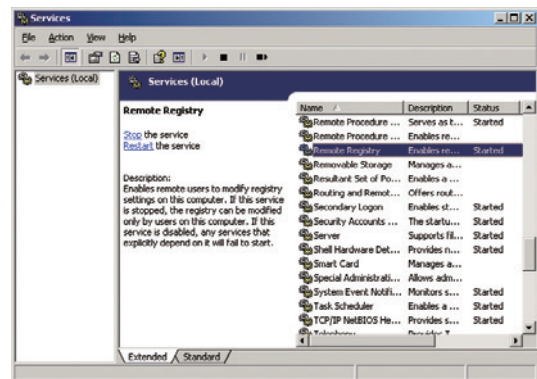 Services
File Action View Help
Services (Local)
Services (Local)
Remote Registry
Stop the service
Restart the service
Description:
Enables remote users to modify registry
settings on this computer. If this service
is stopped, the registry can be modified
only by users on this computer. If this
service is disabled, any services that
explicitly depend on it will fail to start.
Name Description Status
Remote Procedure ... Serves as t... Started
Remote Procedure ... Enables re...
Remote Registry Enables re... Started
Removable Storage Manages a...
Resultant Set of Po... Enables a ...
Routing and Remot... Offers rout...
Secondary Logon Enables st... Started
Security Accounts ... The startu... Started
Server Supports fil... Started
Shell Hardware Det... Provides n... Started
Smart Card Manages a...
Special Administrati... Allows adm...
System Event Notifi... Monitors s... Started
Task Scheduler Enables a ... Started
TCP/IP NetBIOS He... Provides s... Started
Telephony Provides T...
Extended Standard